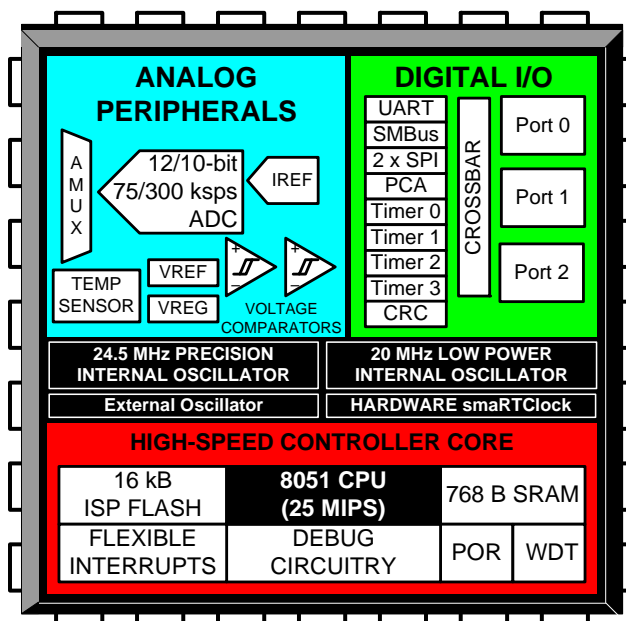 ANALOG
PERIPHERALS
A
M
U
X
12/10-bit
75/300 ksps
ADC
IREF
TEMP
SENSOR
VREF
VREG
+
–
+
–
VOLTAGE
COMPARATORS
DIGITAL I/O
UART
SMBus
2 x SPI
PCA
Timer 0
Timer 1
Timer 2
Timer 3
CRC
CROSSBAR
Port 0
Port 1
Port 2
24.5 MHz PRECISION
INTERNAL OSCILLATOR
20 MHz LOW POWER
INTERNAL OSCILLATOR
External Oscillator
HARDWARE smaRTClock
HIGH-SPEED CONTROLLER CORE
16 kB
ISP FLASH
8051 CPU
(25 MIPS)
768 B SRAM
FLEXIBLE
INTERRUPTS
DEBUG
CIRCUITRY
POR
WDT